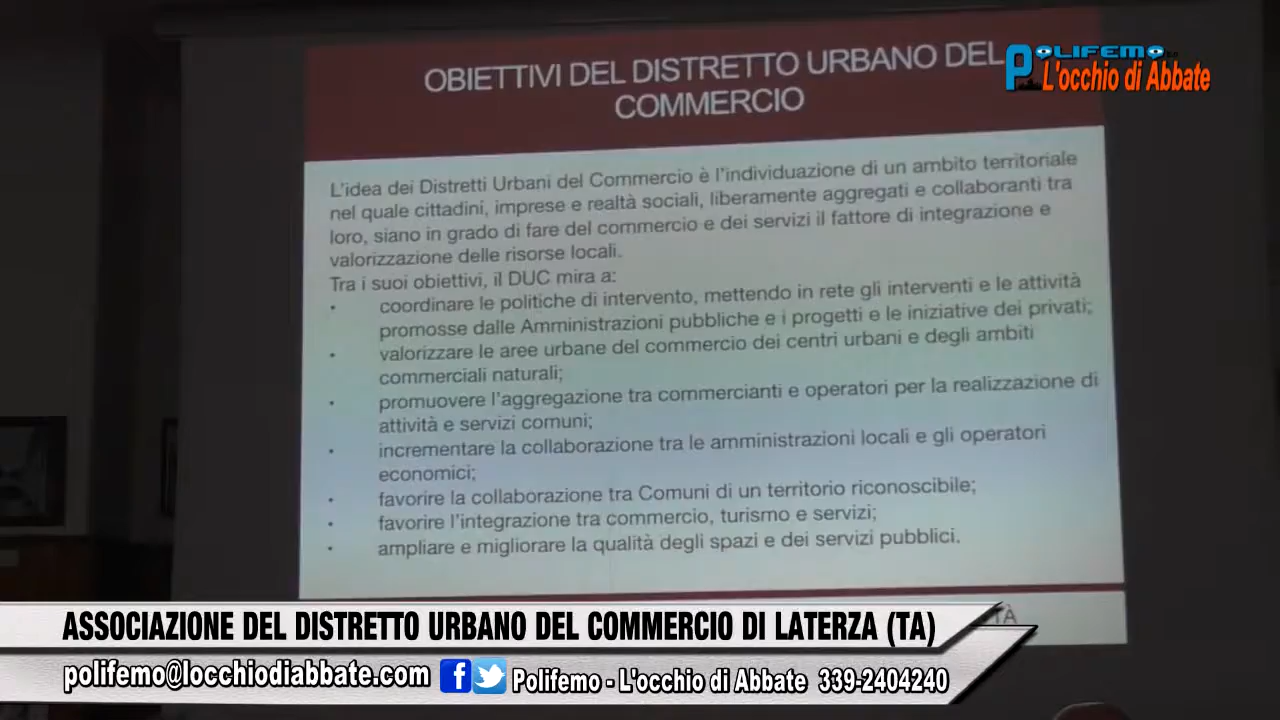 OBIETTIVI DEL DISTRETTO URBANO DEL
COMMERCIO
POLIFEMO
L'occhio di Abbate
L'idea dei Distretti Urbani del Commercio è l'individuazione di un ambito territoriale
nel quale cittadini, imprese e realtà sociali, liberamente aggregati e collaboranti tra
loro, siano in grado di fare del commercio e dei servizi il fattore di integrazione e
valorizzazione delle risorse locali.
Tra i suoi obiettivi, il DUC mira a:
• coordinare le politiche di intervento, mettendo in rete gli interventi e le attività
promosse dalle Amministrazioni pubbliche e i progetti e le iniziative dei privati;
• valorizzare le aree urbane del commercio dei centri urbani e degli ambiti
commerciali naturali;
• promuovere l'aggregazione tra commercianti e operatori per la realizzazione di
attività e servizi comuni;
• incrementare la collaborazione tra le amministrazioni locali e gli operatori
economici;
• favorire la collaborazione tra Comuni di un territorio riconoscibile;
• favorire l'integrazione tra commercio, turismo e servizi;
• ampliare e migliorare la qualità degli spazi e dei servizi pubblici.
ASSOCIAZIONE DEL DISTRETTO URBANO DEL COMMERCIO DI LATERZA (TA)
polifemo@locchiodiabbate.com Polifemo - L'occhio di Abbate 339-2404240